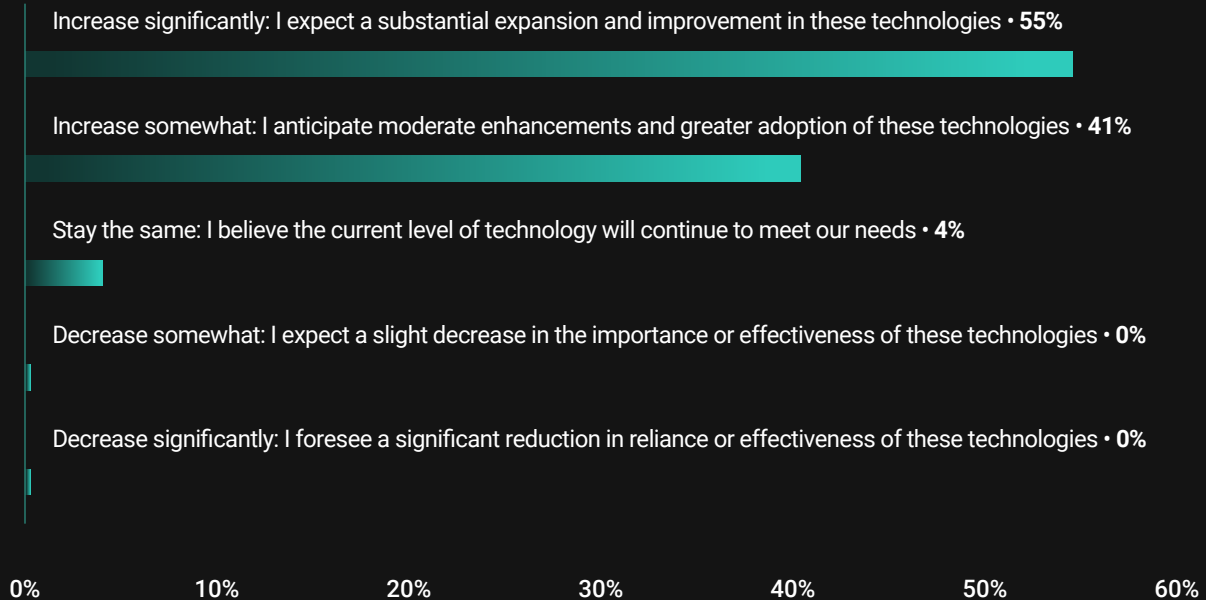 Increase significantly: I expect a substantial expansion and improvement in these technologies • 55%
Increase somewhat: I anticipate moderate enhancements and greater adoption of these technologies • 41%
Stay the same: I believe the current level of technology will continue to meet our needs • 4%
Decrease somewhat: I expect a slight decrease in the importance or effectiveness of these technologies • 0%
Decrease significantly: I foresee a significant reduction in reliance or effectiveness of these technologies • 0%
0% 10% 20% 30% 40% 50% 60%